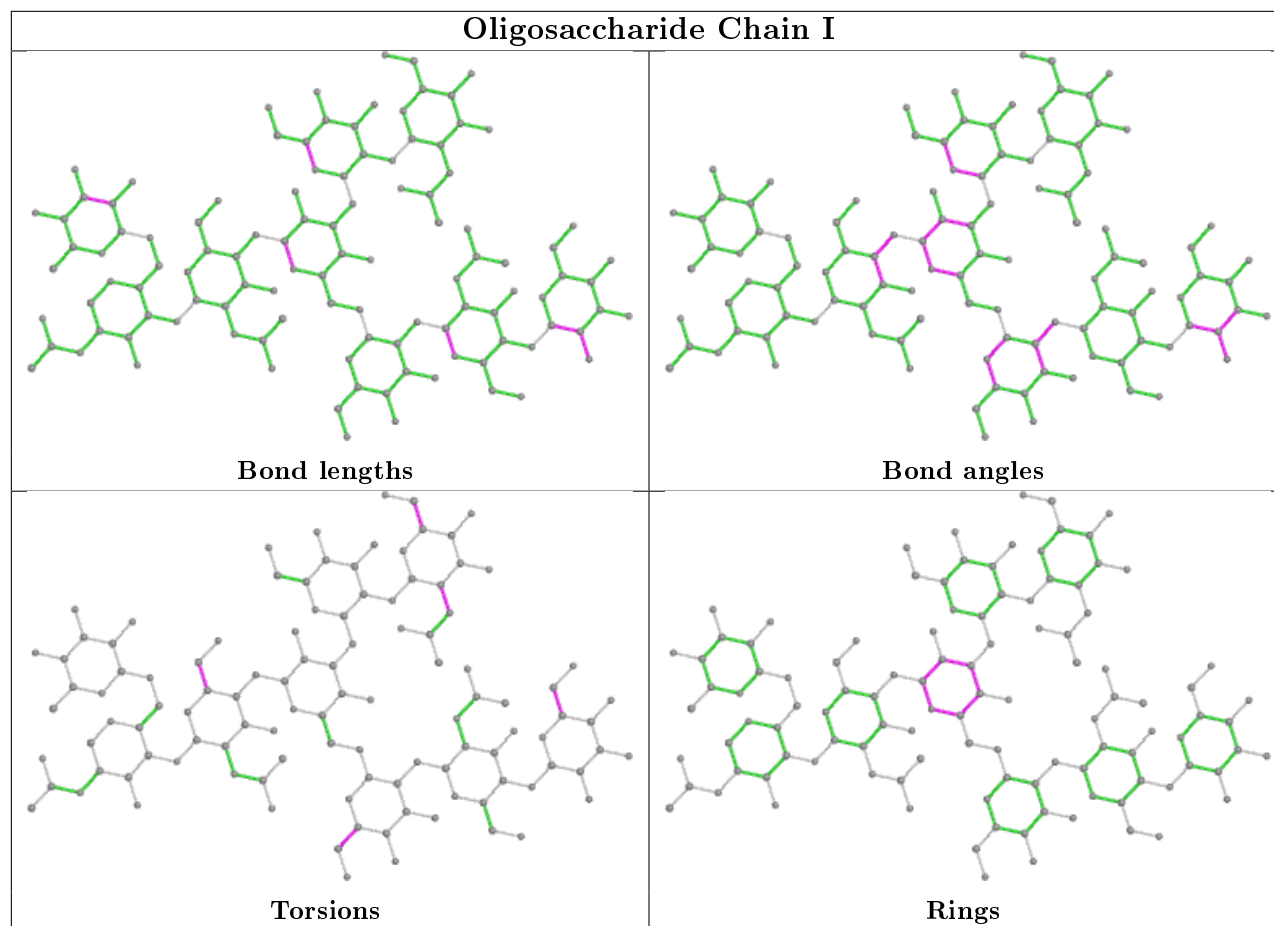 Oligosaccharide Chain I
Bond lengths
Bond angles
Torsions
Rings